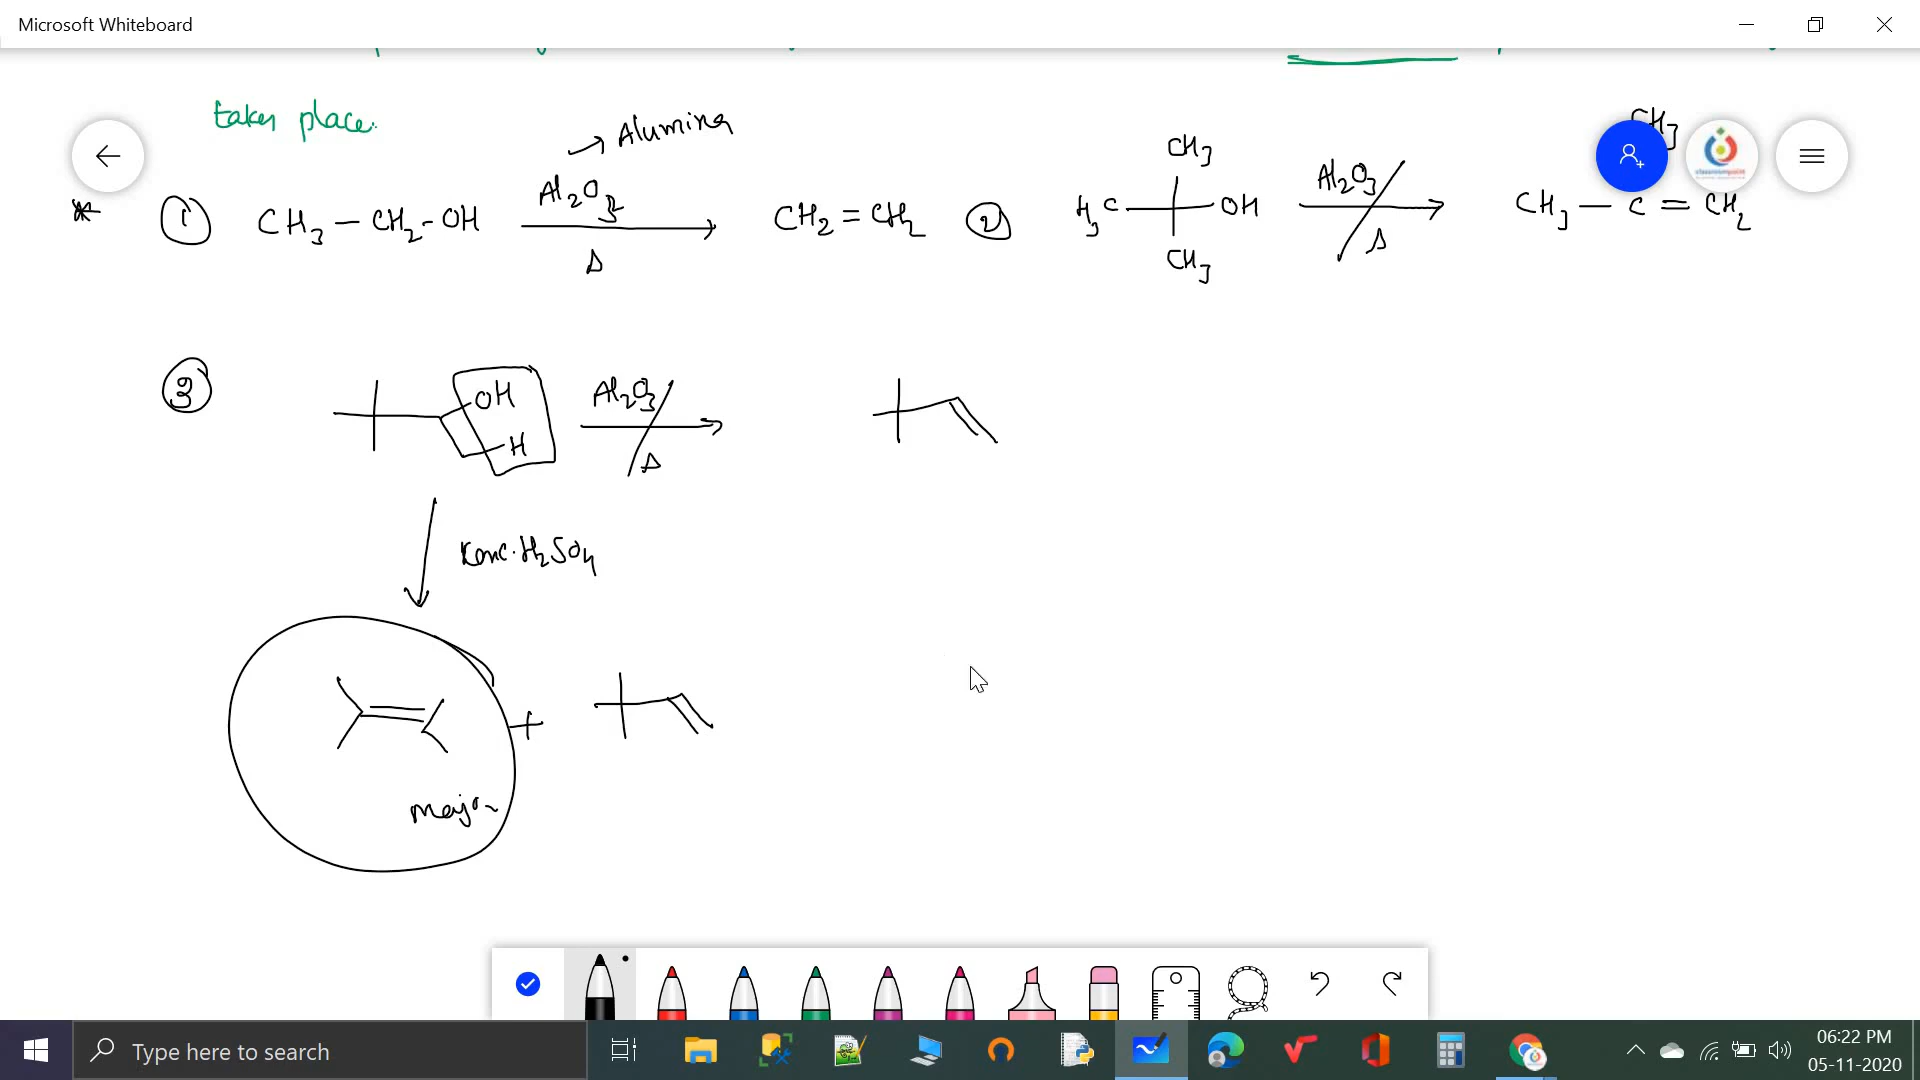 Microsoft Whiteboard
takes place.
→ Alumina
* ① CH3 – CH2 - OH Al2O3 Δ → CH2 = CH2
② CH3 H3C OH CH3 Al2O3 Δ → CH3 – C = CH2 CH3
③ OH H Al2O3 Δ →
Conc. H2SO4
+
Major
Type here to search
06:22 PM
05-11-2020